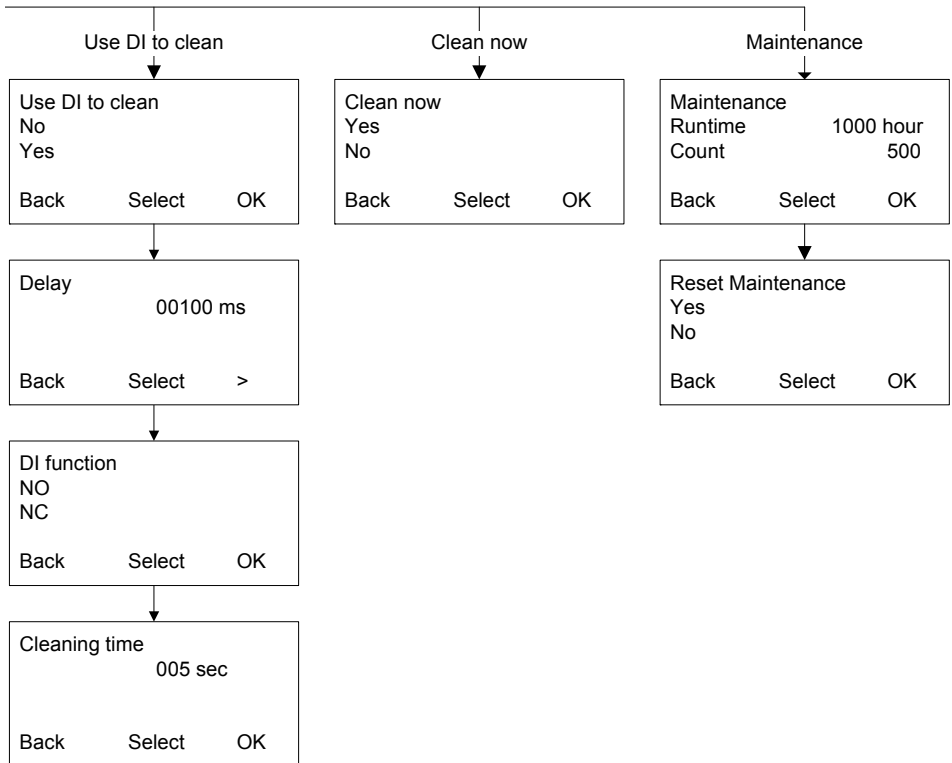 Use DI to clean
Clean now
Maintenance
Use DI to clean
No
Yes
Back Select OK
Clean now
Yes
No
Back Select OK
Maintenance
Runtime 1000 hour
Count 500
Back Select OK
Delay
00100 ms
Back Select >
Reset Maintenance
Yes
No
Back Select OK
DI function
NO
NC
Back Select OK
Cleaning time
005 sec
Back Select OK